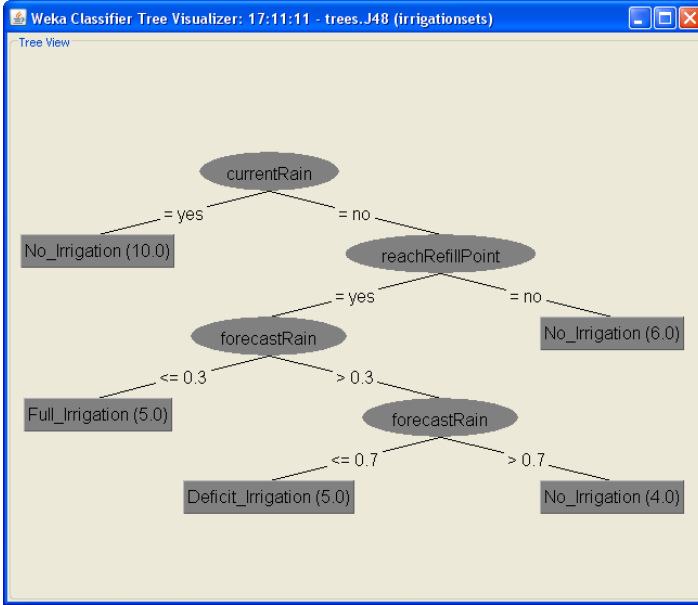 Weka Classifier Tree Visualizer: 17:11:11 - trees.J48 (irrigationsets)
Tree View
currentRain
= yes
= no
No_Irrigation (10.0)
reachRefillPoint
= yes
= no
forecastRain
No_Irrigation (6.0)
<= 0.3
> 0.3
Full_Irrigation (5.0)
forecastRain
<= 0.7
> 0.7
Deficit_Irrigation (5.0)
No_Irrigation (4.0)